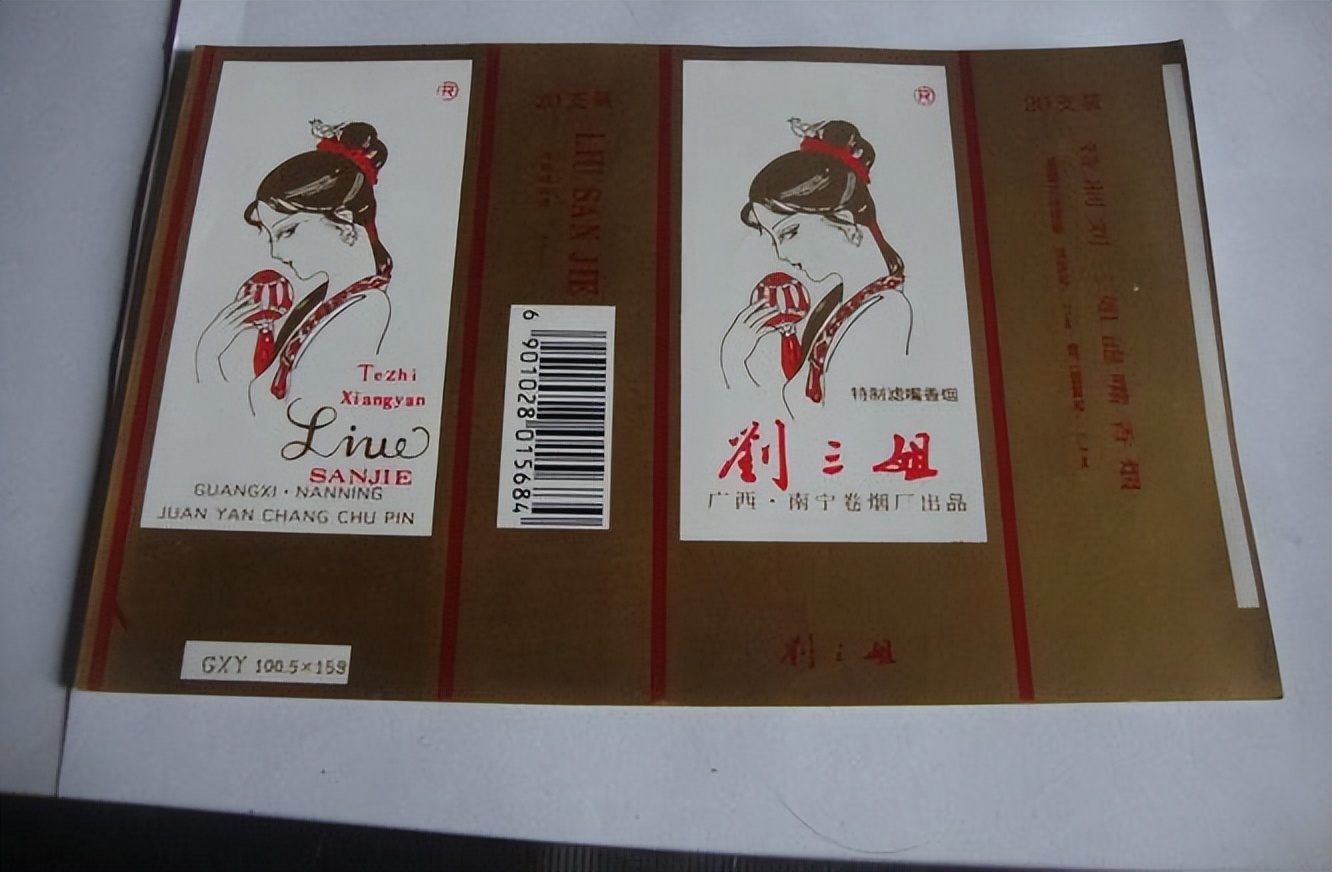 ®
Tezhi
Xiangyan
Liue
SANJIE
GUANGXI · NANNING
JUAN YAN CHANG CHU PIN
GXY 100.5×159
20支装
LIU SAN JIE
6 901028 015684
®
特制滤嘴香烟
劉三姐
广西·南宁卷烟厂出品
劉三姐
20支装